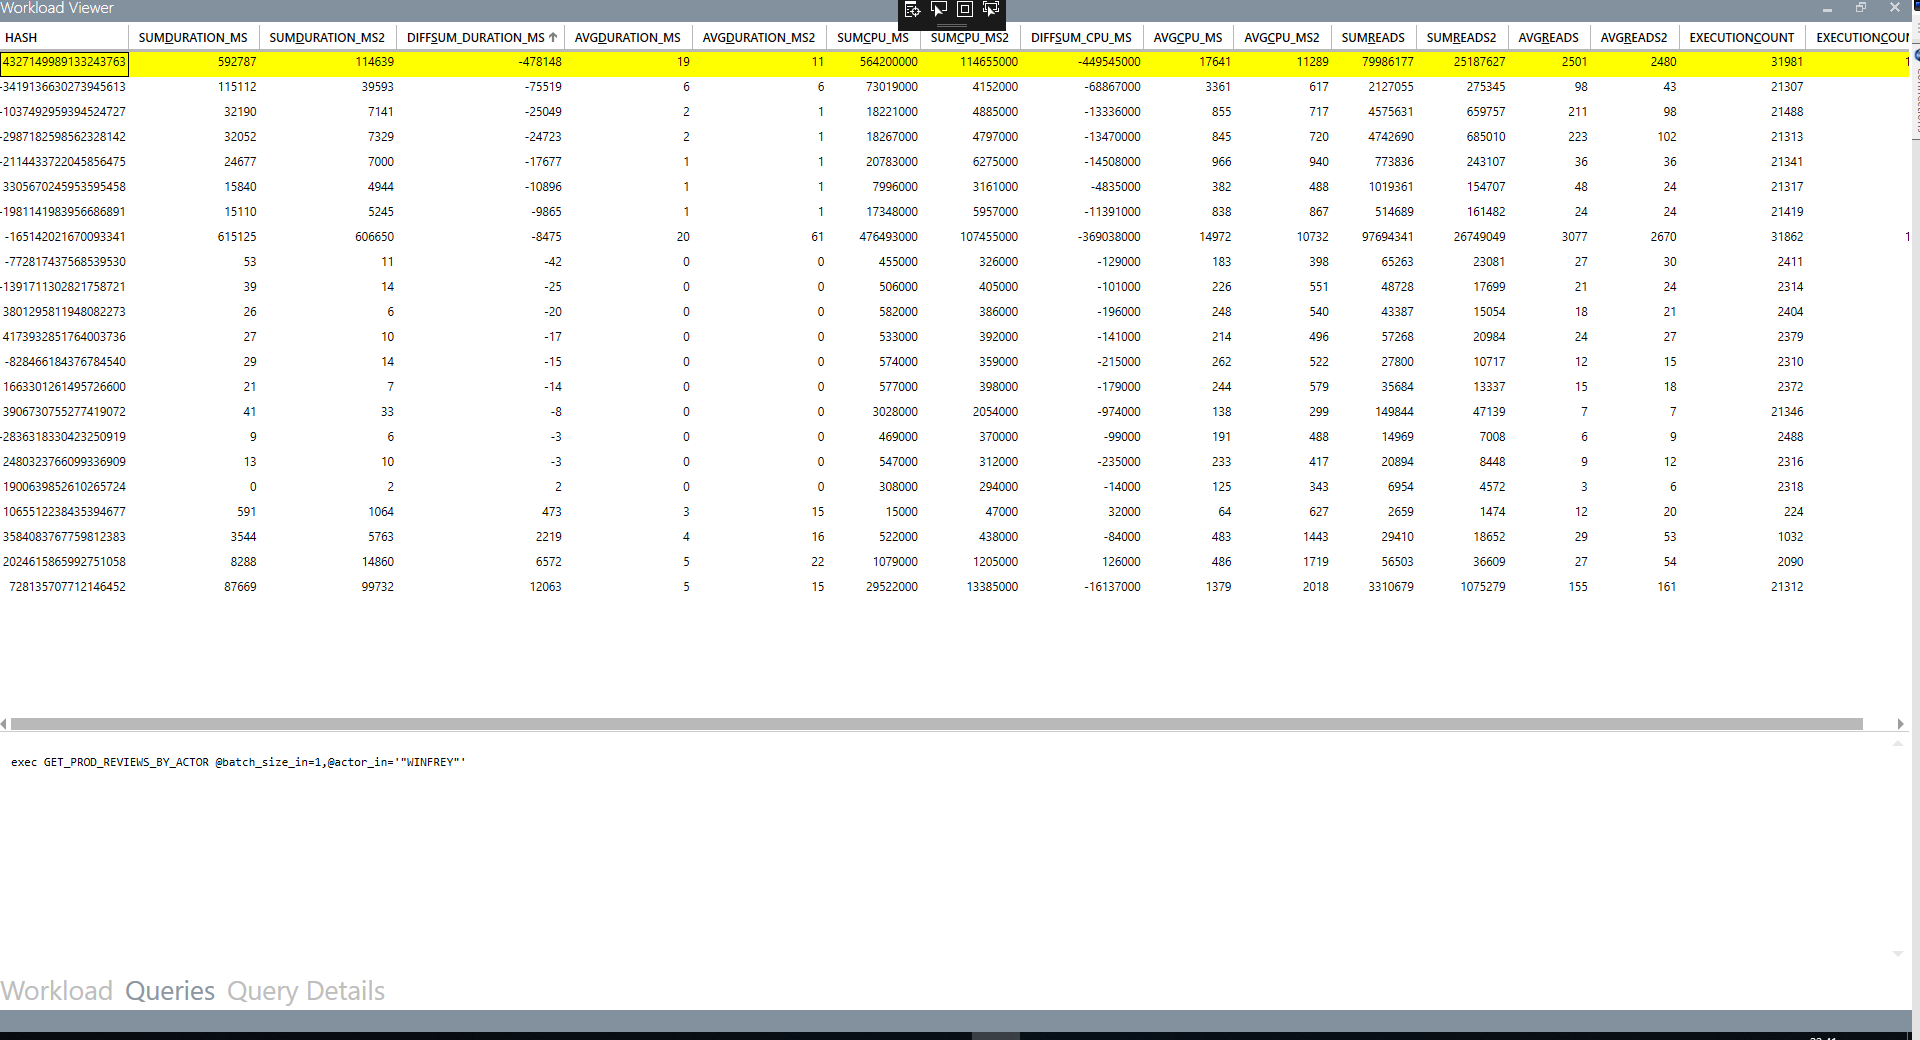 Workload Viewer
HASH SUMDURATION_MS SUMDURATION_MS2 DIFFSUM_DURATION_MS AVGDURATION_MS AVGDURATION_MS2 SUMCPU_MS SUMCPU_MS2 DIFFSUM_CPU_MS AVGCPU_MS AVGCPU_MS2 SUMREADS SUMREADS2 AVGREADS AVGREADS2 EXECUTIONCOUNT EXECUTIONCOUN
4327149989133243763 592787 114639 -478148 19 11 564200000 114655000 -449545000 17641 11289 79986177 25187627 2501 2480 31981 1
-3419136630273945613 115112 39593 -75519 6 6 73019000 4152000 -68867000 3361 617 2127055 275345 98 43 21307
-1037492959394524727 32190 7141 -25049 2 1 18221000 4885000 -13336000 855 717 4575631 659757 211 98 21488
-2987182598562328142 32052 7329 -24723 2 1 18267000 4797000 -13470000 845 720 4742690 685010 223 102 21313
-2114433722045856475 24677 7000 -17677 1 1 20783000 6275000 -14508000 966 940 773836 243107 36 36 21341
3305670245953595458 15840 4944 -10896 1 1 7996000 3161000 -4835000 382 488 1019361 154707 48 24 21317
-1981141983956686891 15110 5245 -9865 1 1 17348000 5957000 -11391000 838 867 514689 161482 24 24 21419
-165142021670093341 615125 606650 -8475 20 61 476493000 107455000 -369038000 14972 10732 97694341 26749049 3077 2670 31862 1
-772817437568539530 53 11 -42 0 0 455000 326000 -129000 183 398 65263 23081 27 30 2411
-1391711302821758721 39 14 -25 0 0 506000 405000 -101000 226 551 48728 17699 21 24 2314
3801295811948082273 26 6 -20 0 0 582000 386000 -196000 248 540 43387 15054 18 21 2404
4173932851764003736 27 10 -17 0 0 533000 392000 -141000 214 496 57268 20984 24 27 2379
-828466184376784540 29 14 -15 0 0 574000 359000 -215000 262 522 27800 10717 12 15 2310
1663301261495726600 21 7 -14 0 0 577000 398000 -179000 244 579 35684 13337 15 18 2372
3906730755277419072 41 33 -8 0 0 3028000 2054000 -974000 138 299 149844 47139 7 7 21346
-2836318330423250919 9 6 -3 0 0 469000 370000 -99000 191 488 14969 7008 6 9 2488
2480323766099336909 13 10 -3 0 0 547000 312000 -235000 233 417 20894 8448 9 12 2316
1900639852610265724 0 2 2 0 0 308000 294000 -14000 125 343 6954 4572 3 6 2318
1065512238435394677 591 1064 473 3 15 15000 47000 32000 64 627 2659 1474 12 20 224
3584083767759812383 3544 5763 2219 4 16 522000 438000 -84000 483 1443 29410 18652 29 53 1032
2024615865992751058 8288 14860 6572 5 22 1079000 1205000 126000 486 1719 56503 36609 27 54 2090
728135707712146452 87669 99732 12063 5 15 29522000 13385000 -16137000 1379 2018 3310679 1075279 155 161 21312
exec GET_PROD_REVIEWS_BY_ACTOR @batch_size_in=1,@actor_in='"WINFREY"'
Workload Queries Query Details